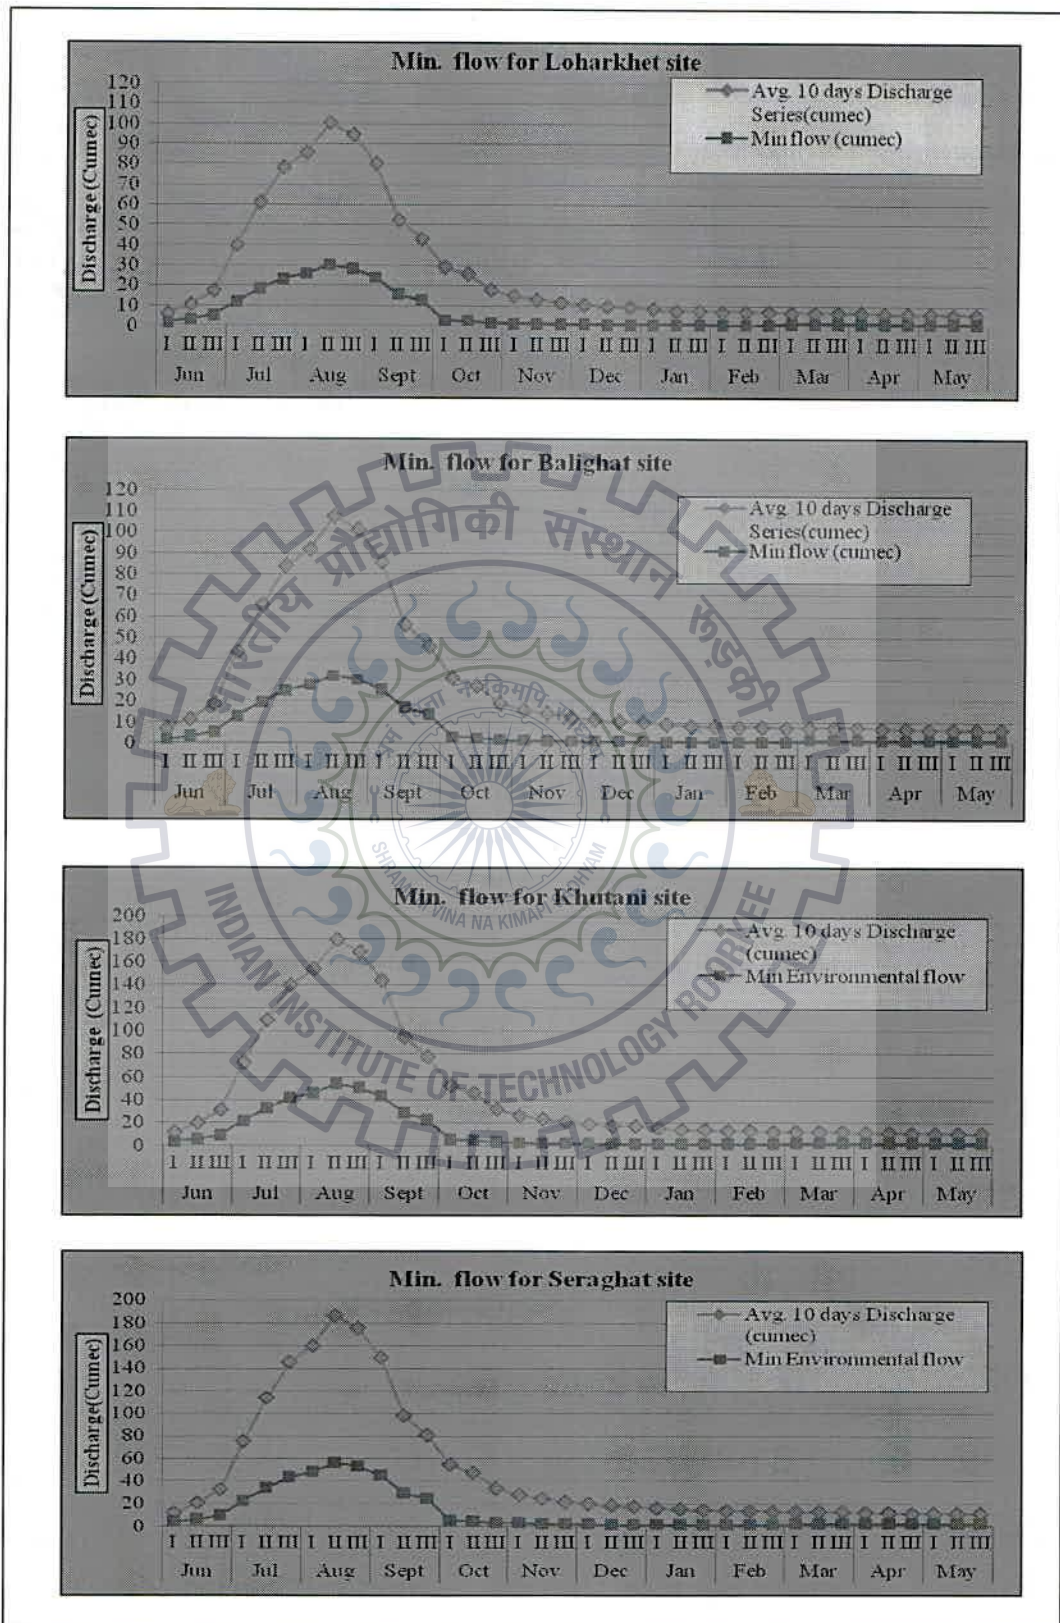 Min. flow for Loharkhet site
Discharge (Cumec)
120
110
100
90
80
70
60
50
40
30
20
10
0
Avg. 10 days Discharge
Series(cumec)
Min flow (cumec)
I II III I II III I II III I II III I II III I II III I II III I II III I II III I II III I II III I II III
Jun Jul Aug Sept Oct Nov Dec Jan Feb Mar Apr May
Min. flow for Balighat site
Discharge (Cumec)
120
110
100
90
80
70
60
50
40
30
20
10
0
Avg. 10 days Discharge
Series(cumec)
Min flow (cumec)
I II III I II III I II III I II III I II III I II III I II III I II III I II III I II III I II III I II III
Jun Jul Aug Sept Oct Nov Dec Jan Feb Mar Apr May
भारतीय प्रौद्योगिकी संस्थान रुड़की
SHRAMAM VINA NA KIMAPI SADHYAM
INDIAN INSTITUTE OF TECHNOLOGY ROORKEE
Min. flow for Khutani site
Discharge (Cumec)
200
180
160
140
120
100
80
60
40
20
0
Avg. 10 days Discharge
(cumec)
Min Environmental flow
I II III I II III I II III I II III I II III I II III I II III I II III I II III I II III I II III I II III
Jun Jul Aug Sept Oct Nov Dec Jan Feb Mar Apr May
Min. flow for Seraghat site
Discharge(Cumec)
200
180
160
140
120
100
80
60
40
20
0
Avg. 10 days Discharge
(cumec)
Min Environmental flow
I II III I II III I II III I II III I II III I II III I II III I II III I II III I II III I II III I II III
Jun Jul Aug Sept Oct Nov Dec Jan Feb Mar Apr May